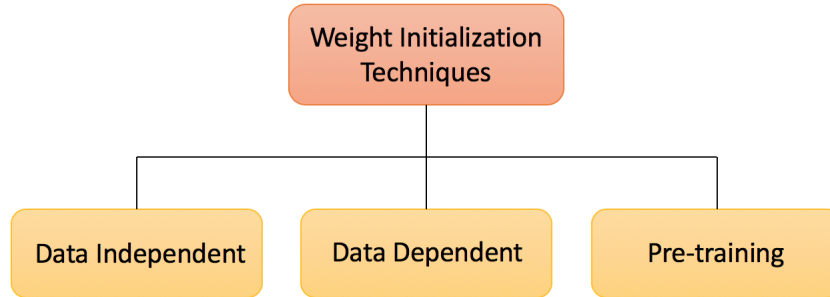 Weight Initialization
Techniques
Data Independent
Data Dependent
Pre-training